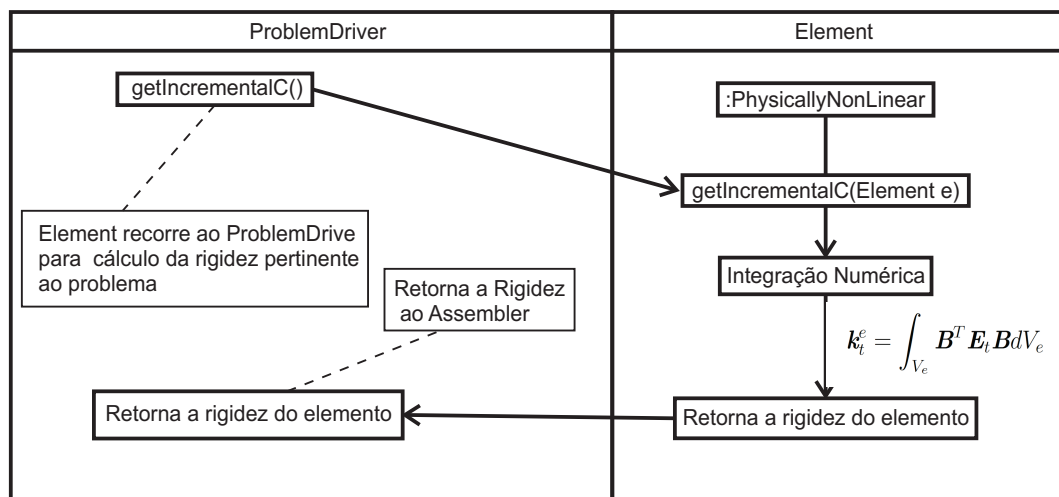 ProblemDriver
Element
getIncrementalC()
:PhysicallyNonLinear
getIncrementalC(Element e)
Element recorre ao ProblemDrive
para cálculo da rigidez pertinente
ao problema
Integração Numérica
Retorna a Rigidez
ao Assembler
k_t^e = ∫_{V_e} B^T E_t B dV_e
Retorna a rigidez do elemento
Retorna a rigidez do elemento